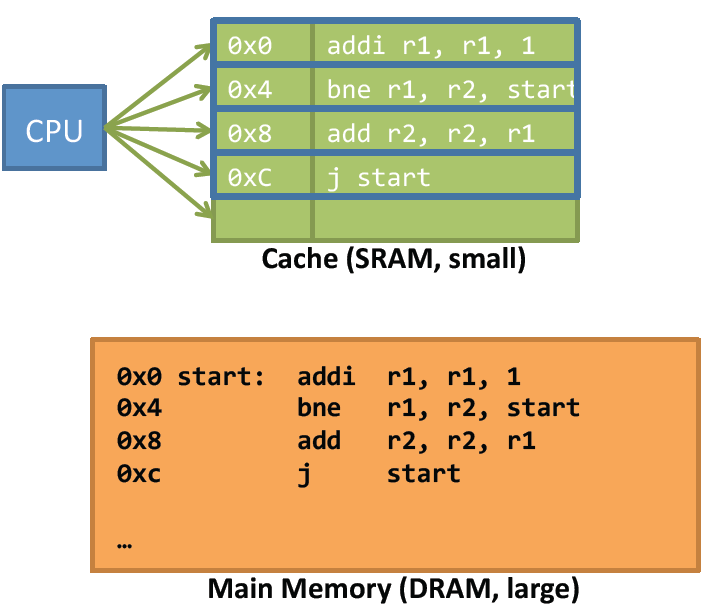 CPU
0x0 addi r1, r1, 1
0x4 bne r1, r2, start
0x8 add r2, r2, r1
0xC j start
Cache (SRAM, small)
0x0 start: addi r1, r1, 1
0x4 bne r1, r2, start
0x8 add r2, r2, r1
0xc j start
…
Main Memory (DRAM, large)